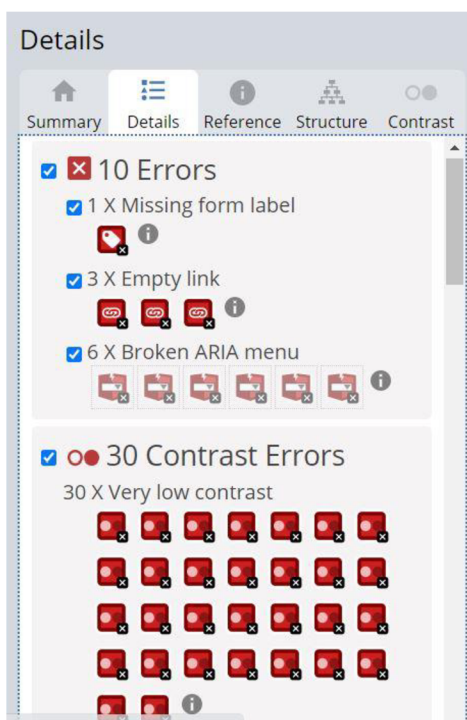 Details
Summary Details Reference Structure Contrast
10 Errors
1 X Missing form label
3 X Empty link
6 X Broken ARIA menu
30 Contrast Errors
30 X Very low contrast